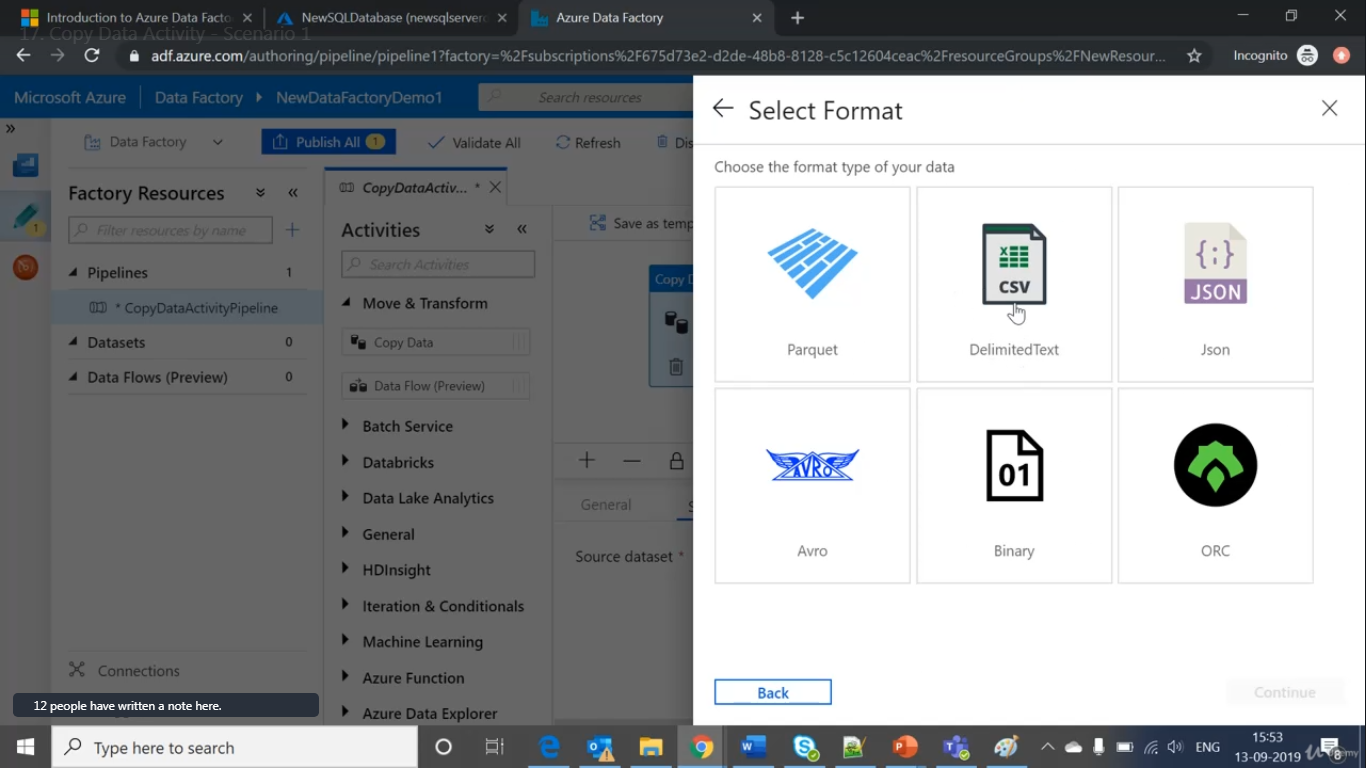 Introduction to Azure Data Facto
NewSQLDatabase (newsqlserver
Azure Data Factory
17. Copy Data Activity - Scenario 1
adf.azure.com/authoring/pipeline/pipeline1?factory=%2Fsubscriptions%2F675d73e2-d2de-48b8-8128-c5c12604ceac%2FresourceGroups%2FNewResour...
Incognito
Microsoft Azure
Data Factory
NewDataFactoryDemo1
Search resources
Data Factory
Publish All 1
Validate All
Refresh
Dis
Factory Resources
Filter resources by name
1
Pipelines 1
* CopyDataActivityPipeline
Datasets 0
Data Flows (Preview) 0
Connections
12 people have written a note here.
CopyDataActiv... *
Activities
Search Activities
Move & Transform
Copy Data
Data Flow (Preview)
Batch Service
Databricks
Data Lake Analytics
General
HDInsight
Iteration & Conditionals
Machine Learning
Azure Function
Azure Data Explorer
Save as temp
Copy D
General
S
Source dataset *
Select Format
Choose the format type of your data
Parquet
CSV
DelimitedText
{;}
JSON
Json
AVRO
Avro
01
Binary
ORC
Back
Continue
Type here to search
ENG
15:53
13-09-2019
8